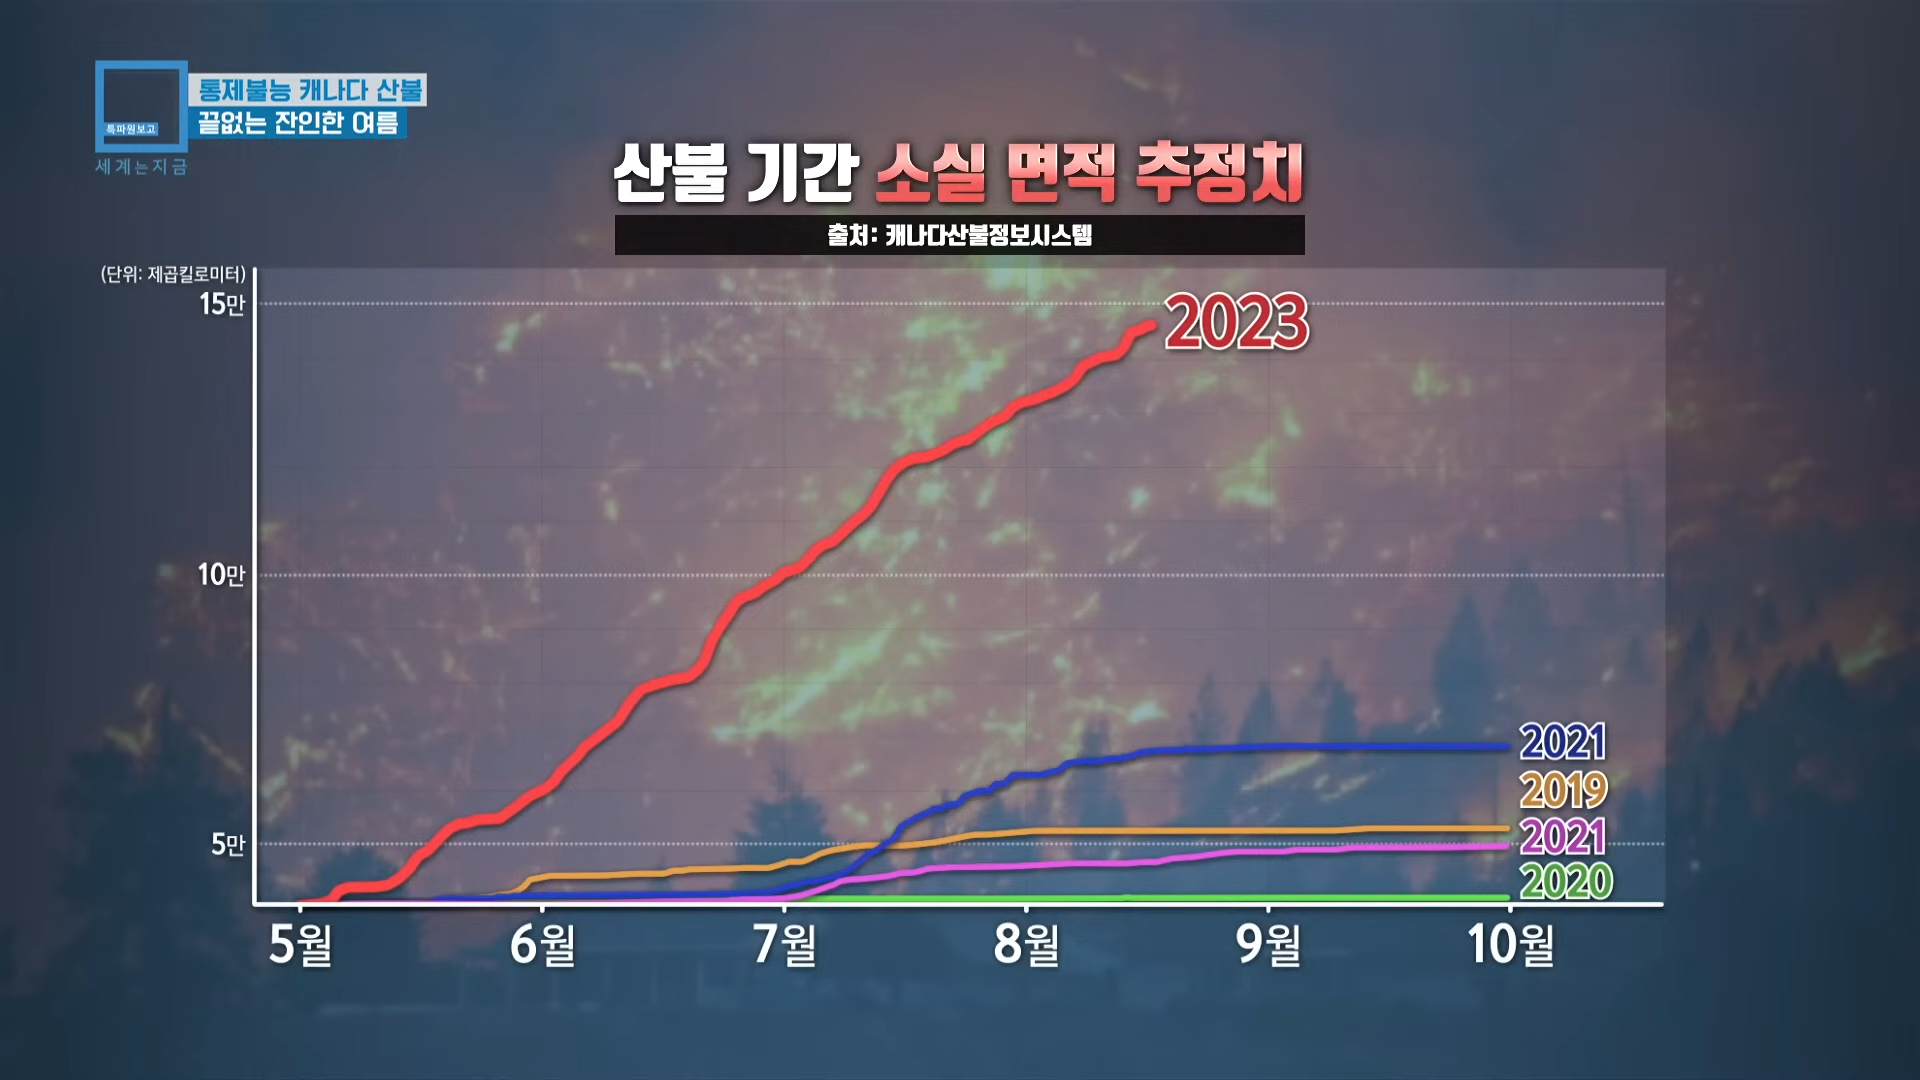 통제불능 캐나다 산불
끝없는 잔인한 여름
특파원보고
세계는지금
산불 기간 소실 면적 추정치
출처: 캐나다산불정보시스템
(단위: 제곱킬로미터)
15만
10만
5만
2023
2021
2019
2021
2020
5월 6월 7월 8월 9월 10월